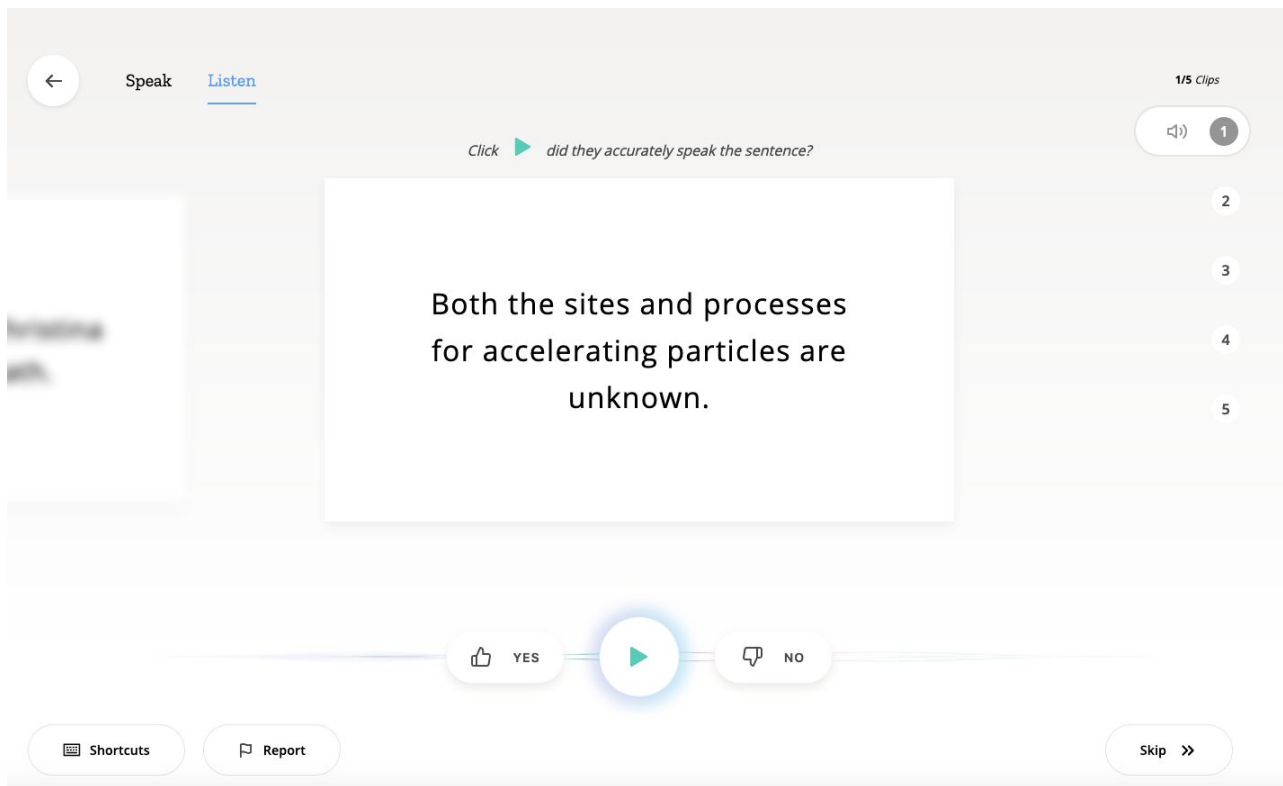 Speak Listen
1/5 Clips
1
Click did they accurately speak the sentence?
2
Both the sites and processes
for accelerating particles are
unknown.
3
4
5
YES
NO
Shortcuts
Report
Skip